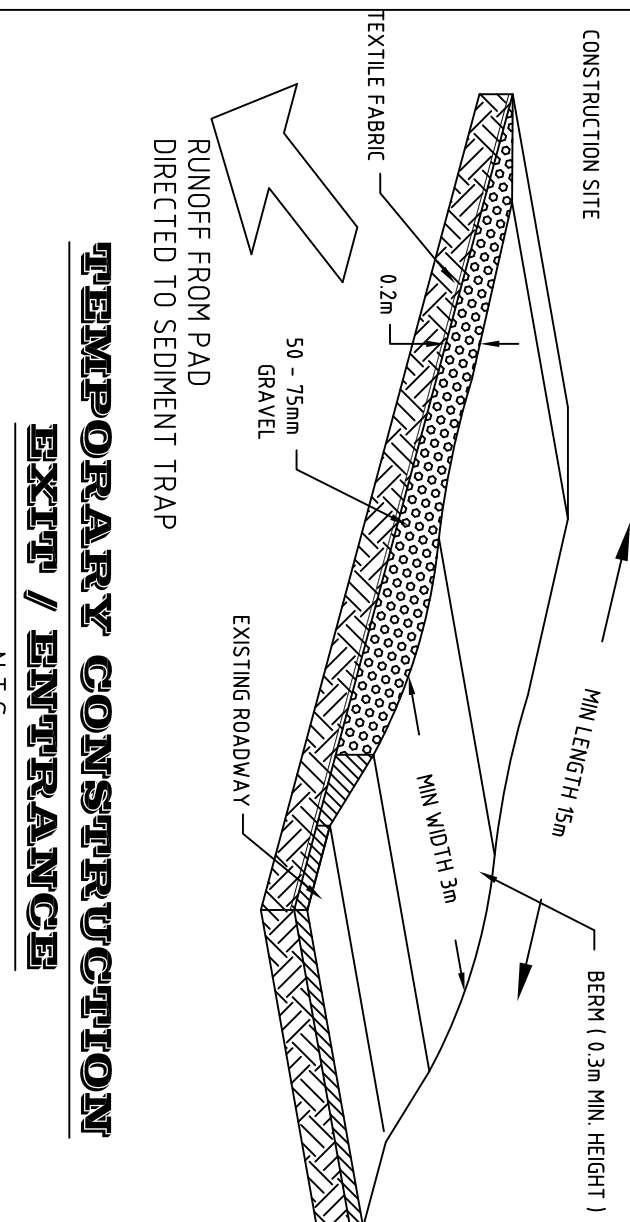 CONSTRUCTION SITE
BERM ( 0.3m MIN. HEIGHT )
MIN LENGTH 15m
TEXTILE FABRIC
MIN WIDTH 3m
0.2m
50 - 75mm
GRAVEL
EXISTING ROADWAY
RUNOFF FROM PAD
DIRECTED TO SEDIMENT TRAP
TEMPORARY CONSTRUCTION
EXIT / ENTRANCE